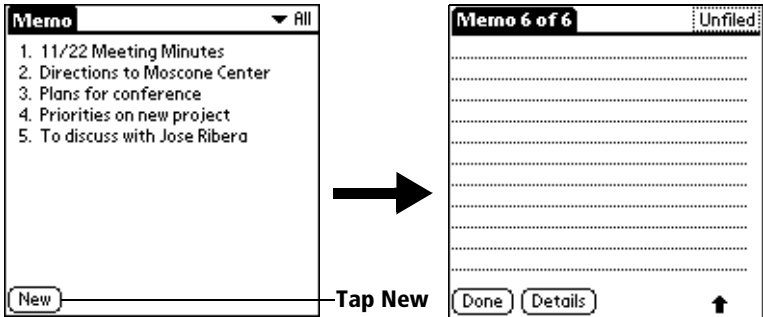 Memo
All
1. 11/22 Meeting Minutes
2. Directions to Moscone Center
3. Plans for conference
4. Priorities on new project
5. To discuss with Jose Ribera
New
Tap New
Memo 6 of 6
Unfiled
Done
Details